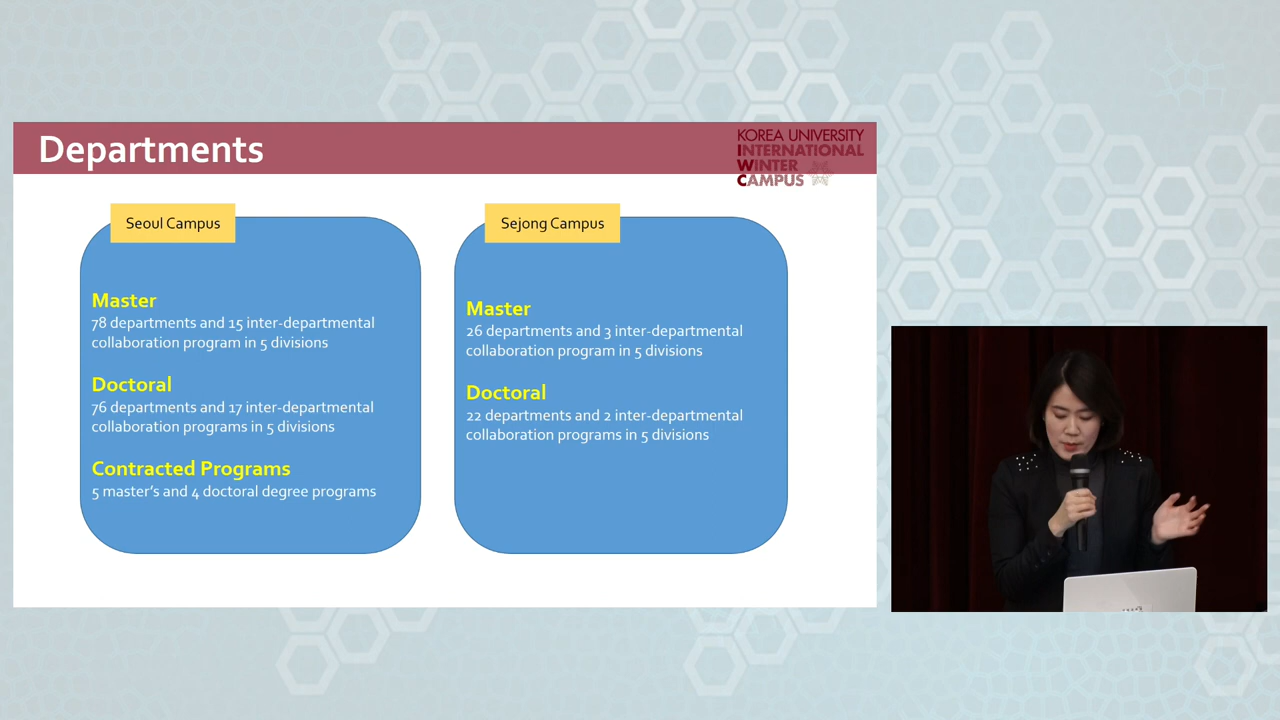 Departments
KOREA UNIVERSITY
INTERNATIONAL
WINTER
CAMPUS
Seoul Campus
Master
78 departments and 15 inter-departmental
collaboration program in 5 divisions
Doctoral
76 departments and 17 inter-departmental
collaboration programs in 5 divisions
Contracted Programs
5 master's and 4 doctoral degree programs
Sejong Campus
Master
26 departments and 3 inter-departmental
collaboration program in 5 divisions
Doctoral
22 departments and 2 inter-departmental
collaboration programs in 5 divisions